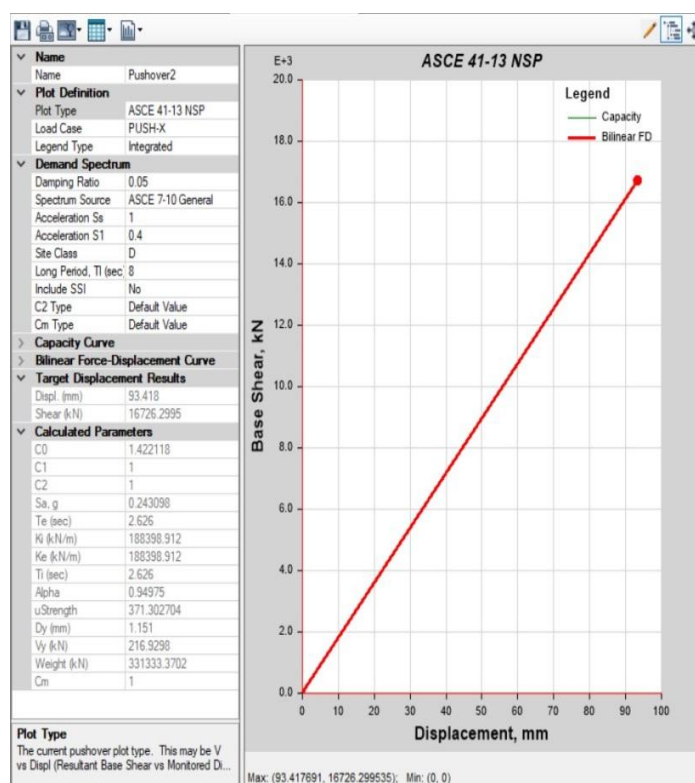 Name
Name Pushover2
Plot Definition
Plot Type ASCE 41-13 NSP
Load Case PUSH-X
Legend Type Integrated
Demand Spectrum
Damping Ratio 0.05
Spectrum Source ASCE 7-10 General
Acceleration Ss 1
Acceleration S1 0.4
Site Class D
Long Period, Tl (sec 8
Include SSI No
C2 Type Default Value
Cm Type Default Value
Capacity Curve
Bilinear Force-Displacement Curve
Target Displacement Results
Displ. (mm) 93.418
Shear (kN) 16726.2995
Calculated Parameters
C0 1.422118
C1 1
C2 1
Sa, g 0.243098
Te (sec) 2.626
Ki (kN/m) 188398.912
Ke (kN/m) 188398.912
Ti (sec) 2.626
Alpha 0.94975
uStrength 371.302704
Dy (mm) 1.151
Vy (kN) 216.9298
Weight (kN) 331333.3702
Cm 1
Plot Type
The current pushover plot type. This may be V
vs Displ (Resultant Base Shear vs Monitored Di...
ASCE 41-13 NSP
E+3
20.0
18.0
16.0
14.0
12.0
10.0
8.0
6.0
4.0
2.0
0.0
Base Shear, kN
Legend
Capacity
Bilinear FD
0 10 20 30 40 50 60 70 80 90 100
Displacement, mm
Max: (93.417691, 16726.299535); Min: (0, 0)